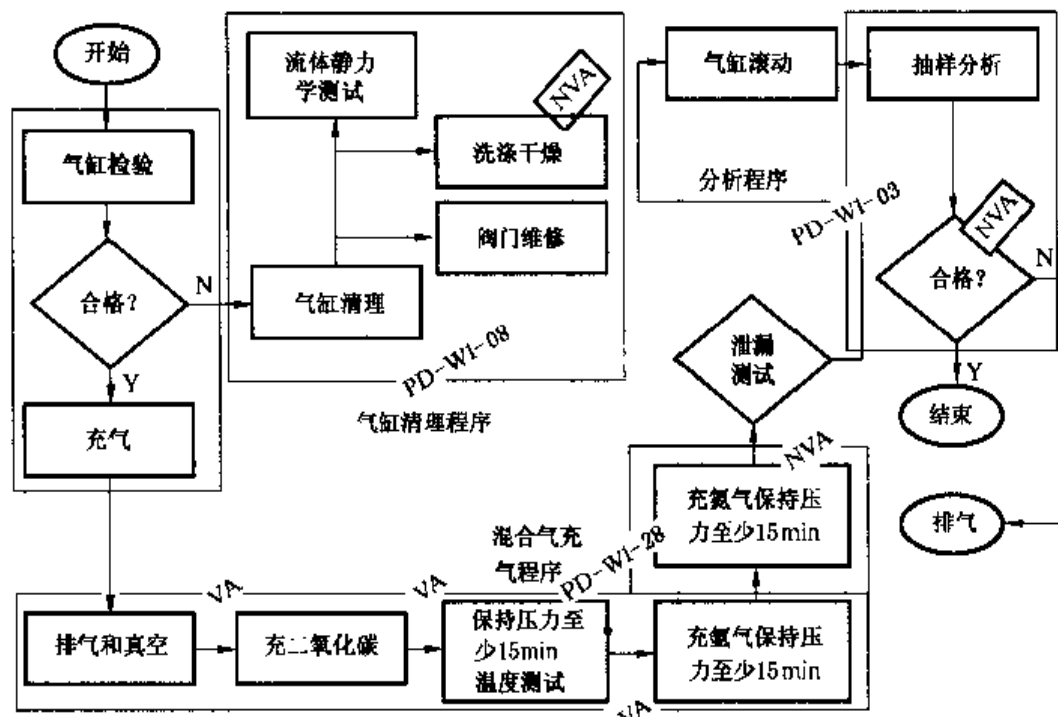 开始
气缸检验
合格?
N
Y
充气
流体静力
学测试
NVA
洗涤干燥
阀门维修
气缸清理
PD-WI-08
气缸清理程序
气缸滚动
分析程序
抽样分析
PD-WI-03
NVA
合格?
N
Y
结束
排气
泄漏
测试
NVA
充氮气保持压
力至少15min
混合气充
气程序
PD-WI-28
VA
VA
排气和真空
充二氧化碳
保持压力至
少15min
温度测试
充氩气保持压
力至少15min
VA